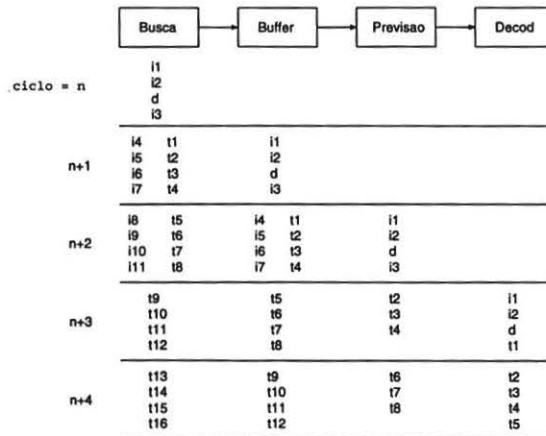 Busca Buffer Previsao Decod
ciclo = n
i1
i2
d
i3
n+1
i4 t1 i1
i5 t2 i2
i6 t3 d
i7 t4 i3
n+2
i8 t5 i4 t1 i1
i9 t6 i5 t2 i2
i10 t7 i6 t3 d
i11 t8 i7 t4 i3
n+3
t9 t5 t2 i1
t10 t6 t3 i2
t11 t7 t4 d
t12 t8 t1
n+4
t13 t9 t6 t2
t14 t10 t7 t3
t15 t11 t8 t4
t16 t12 t5